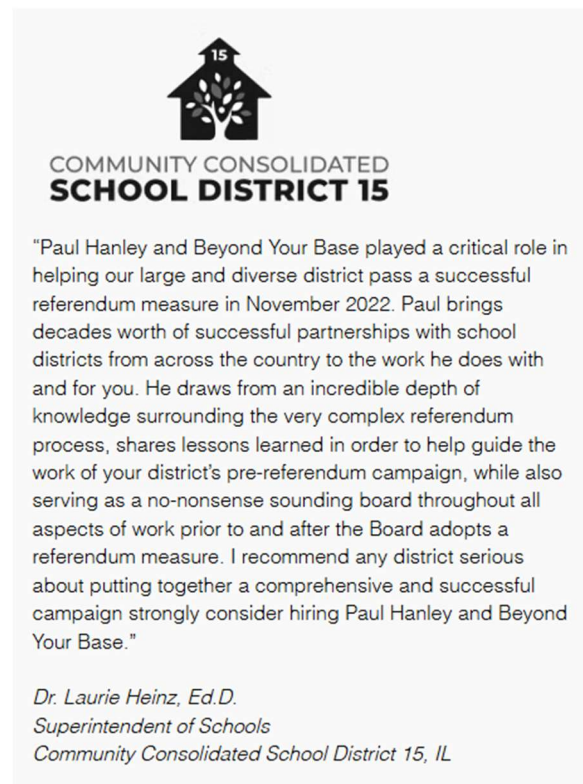 15
COMMUNITY CONSOLIDATED
SCHOOL DISTRICT 15
“Paul Hanley and Beyond Your Base played a critical role in
helping our large and diverse district pass a successful
referendum measure in November 2022. Paul brings
decades worth of successful partnerships with school
districts from across the country to the work he does with
and for you. He draws from an incredible depth of
knowledge surrounding the very complex referendum
process, shares lessons learned in order to help guide the
work of your district’s pre-referendum campaign, while also
serving as a no-nonsense sounding board throughout all
aspects of work prior to and after the Board adopts a
referendum measure. I recommend any district serious
about putting together a comprehensive and successful
campaign strongly consider hiring Paul Hanley and Beyond
Your Base.”
Dr. Laurie Heinz, Ed.D.
Superintendent of Schools
Community Consolidated School District 15, IL